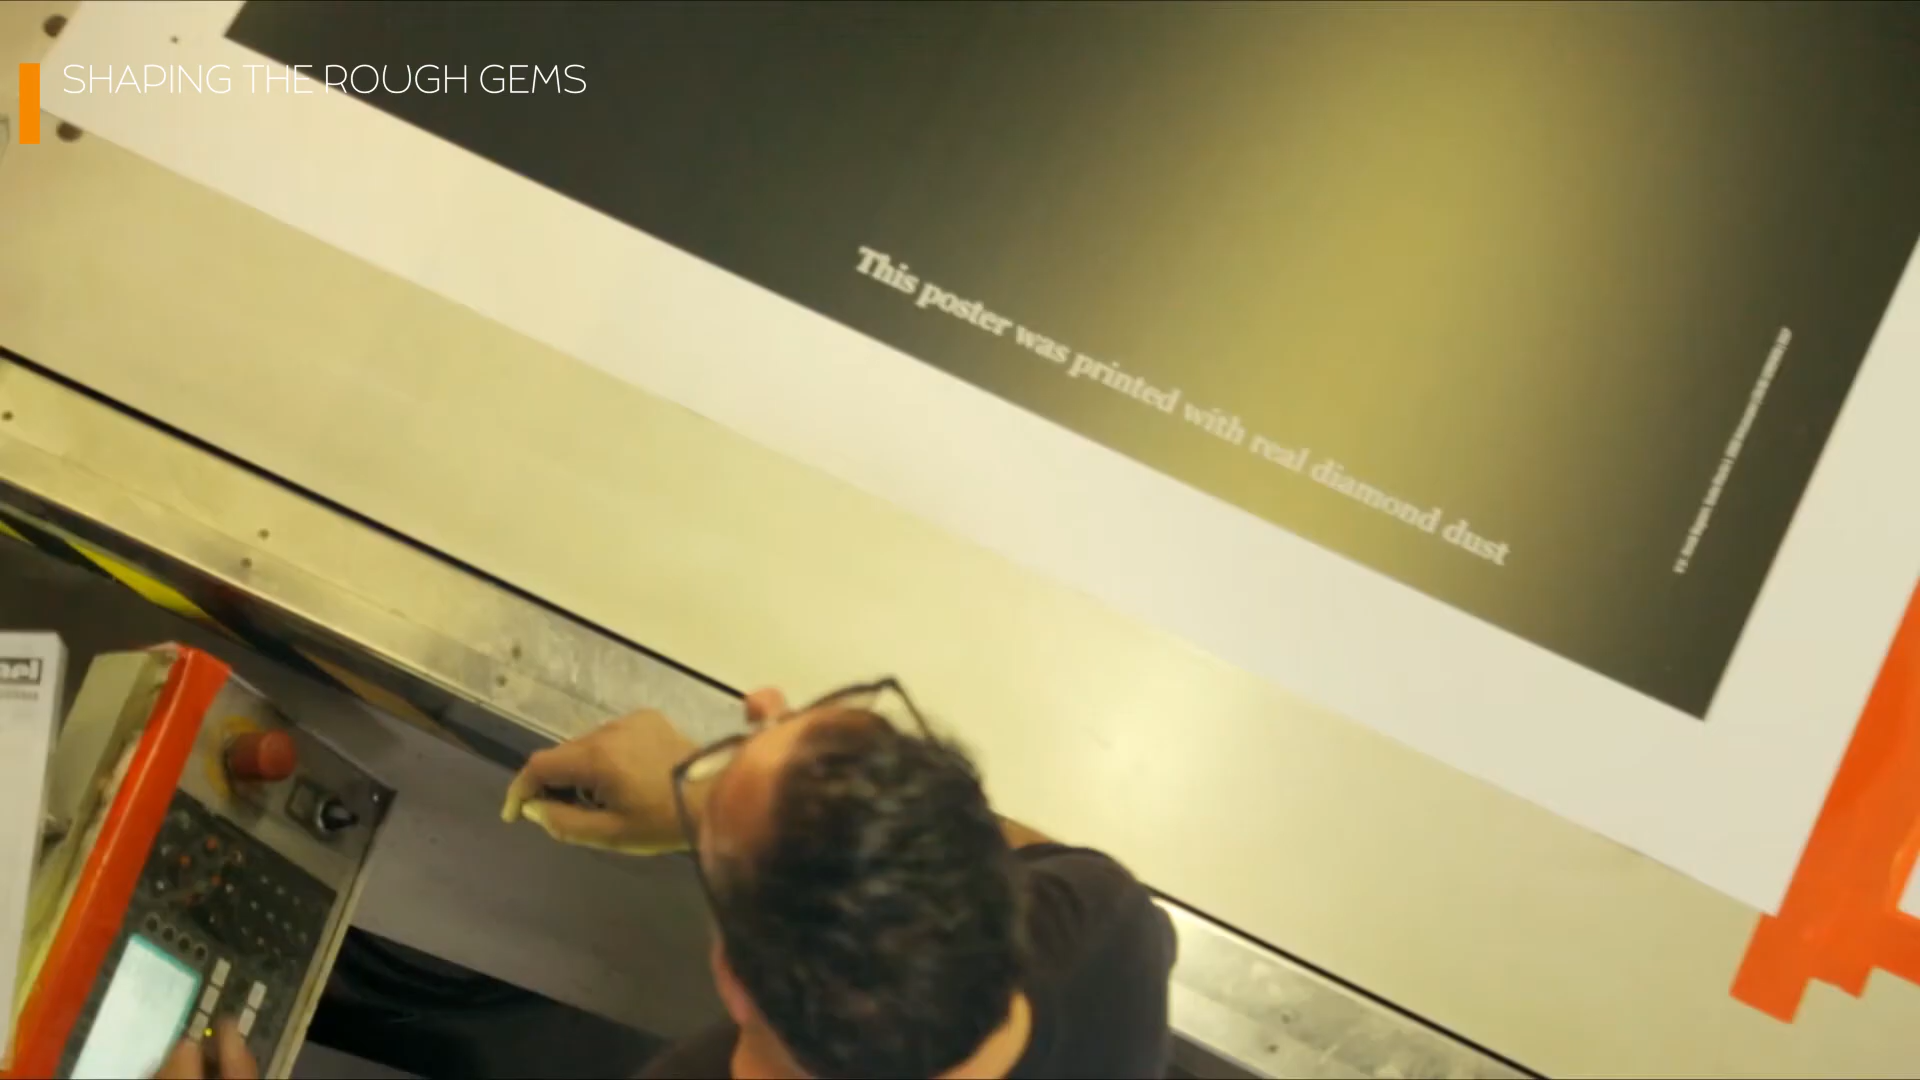 SHAPING THE ROUGH GEMS
This poster was printed with real diamond dust